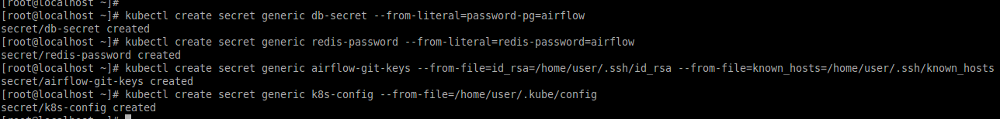 [root@localhost ~]#
[root@localhost ~]# kubectl create secret generic db-secret --from-literal=password-pg=airflow
secret/db-secret created
[root@localhost ~]# kubectl create secret generic redis-password --from-literal=redis-password=airflow
secret/redis-password created
[root@localhost ~]# kubectl create secret generic airflow-git-keys --from-file=id_rsa=/home/user/.ssh/id_rsa --from-file=known_hosts=/home/user/.ssh/known_hosts
secret/airflow-git-keys created
[root@localhost ~]# kubectl create secret generic k8s-config --from-file=/home/user/.kube/config
secret/k8s-config created
[root@localhost ~]#